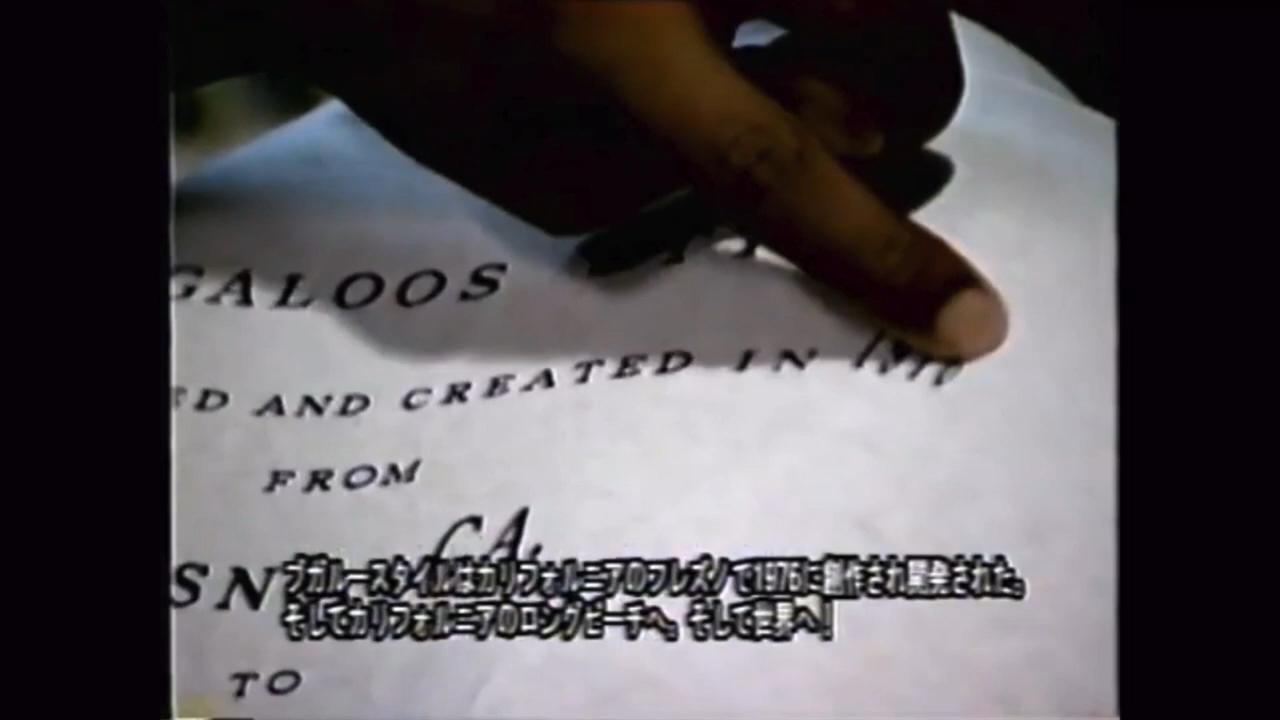 GALOOS
ED AND CREATED IN
FROM
CA.
SN
ブガルースタイルはカリフォルニアのフレズノで1976に創作され開発された。
そしてカリフォルニアのロングビーチへ。そして世界へ!
TO